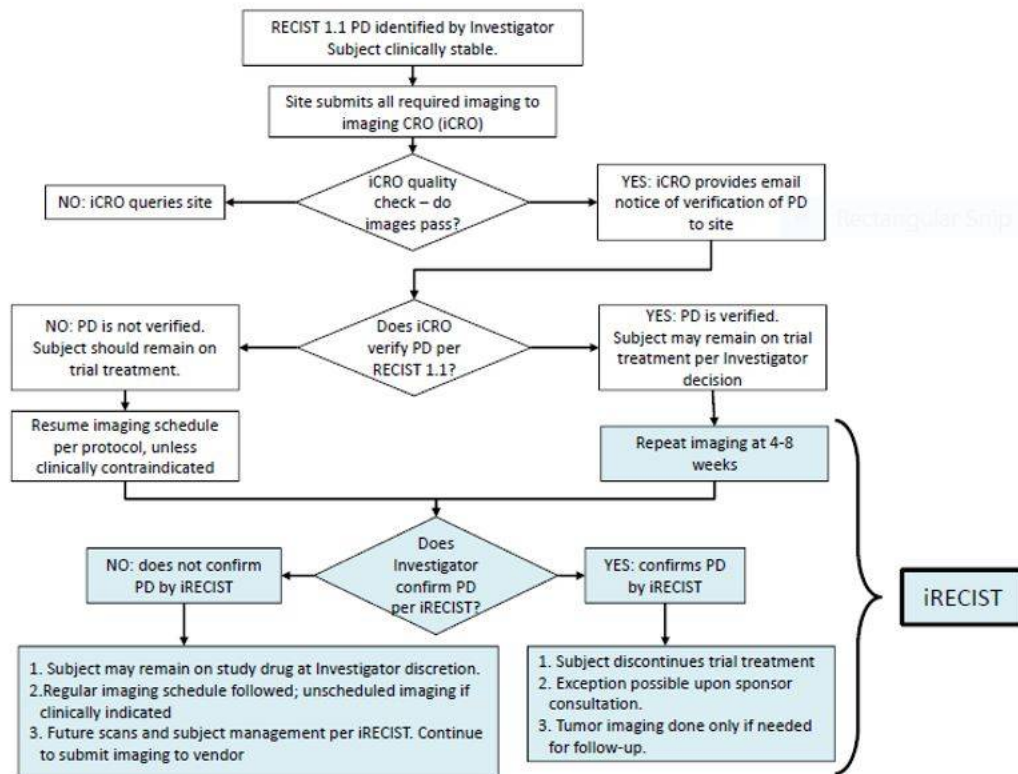 RECIST 1.1 PD identified by Investigator
Subject clinically stable.
Site submits all required imaging to
imaging CRO (iCRO)
NO: iCRO queries site
iCRO quality
check – do
images pass?
YES: iCRO provides email
notice of verification of PD
to site
Rectangular Snip
NO: PD is not verified.
Subject should remain on
trial treatment.
Does iCRO
verify PD per
RECIST 1.1?
YES: PD is verified.
Subject may remain on trial
treatment per Investigator
decision
Resume imaging schedule
per protocol, unless
clinically contraindicated
Repeat imaging at 4-8
weeks
NO: does not confirm
PD by iRECIST
Does
Investigator
confirm PD
per iRECIST?
YES: confirms PD
by iRECIST
iRECIST
1. Subject may remain on study drug at Investigator discretion.
2.Regular imaging schedule followed; unscheduled imaging if
clinically indicated
3. Future scans and subject management per iRECIST. Continue
to submit imaging to vendor
1. Subject discontinues trial treatment
2. Exception possible upon sponsor
consultation.
3. Tumor imaging done only if needed
for follow-up.